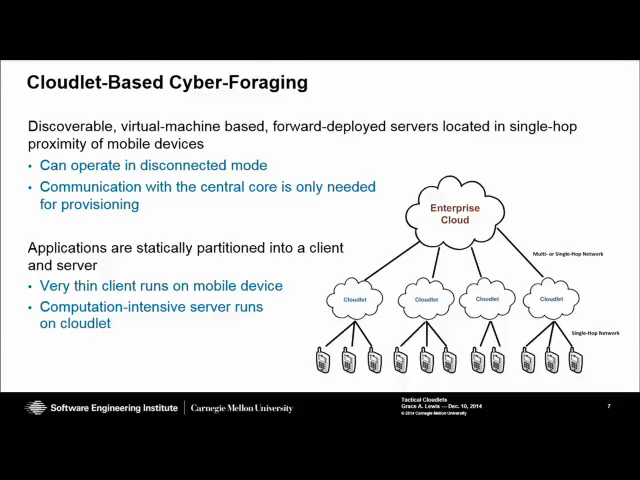 Cloudlet-Based Cyber-Foraging
Discoverable, virtual-machine based, forward-deployed servers located in single-hop
proximity of mobile devices
• Can operate in disconnected mode
• Communication with the central core is only needed
for provisioning
Applications are statically partitioned into a client
and server
• Very thin client runs on mobile device
• Computation-intensive server runs
on cloudlet
Enterprise
Cloud
Multi- or Single-Hop Network
Cloudlet
Cloudlet
Cloudlet
Cloudlet
Single-Hop Network
Software Engineering Institute | Carnegie Mellon University
Tactical Cloudlets
Grace A. Lewis — Dec. 10, 2014
© 2014 Carnegie Mellon University
7